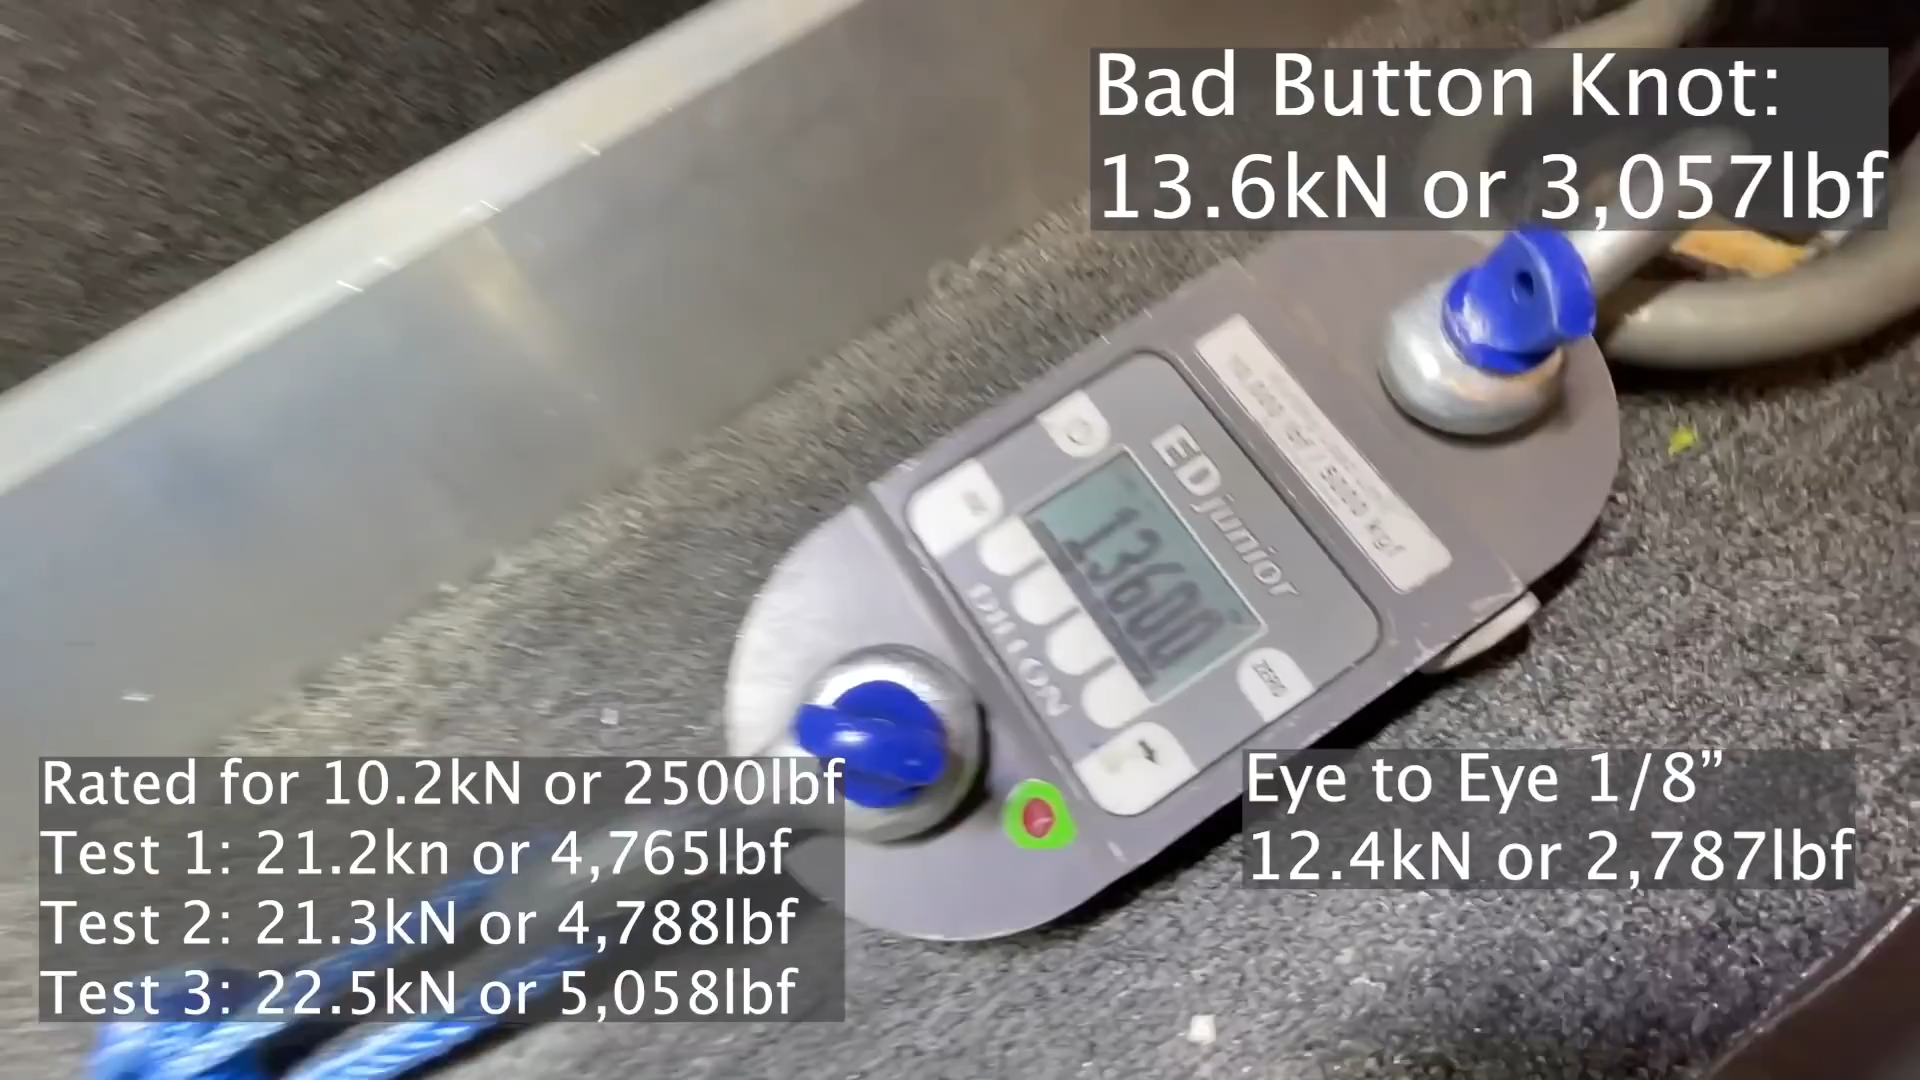 Bad Button Knot:
13.6kN or 3,057lbf
EDjunior
13600
DILLON
ZERO
Rated for 10.2kN or 2500lbf
Test 1: 21.2kn or 4,765lbf
Test 2: 21.3kN or 4,788lbf
Test 3: 22.5kN or 5,058lbf
Eye to Eye 1/8”
12.4kN or 2,787lbf